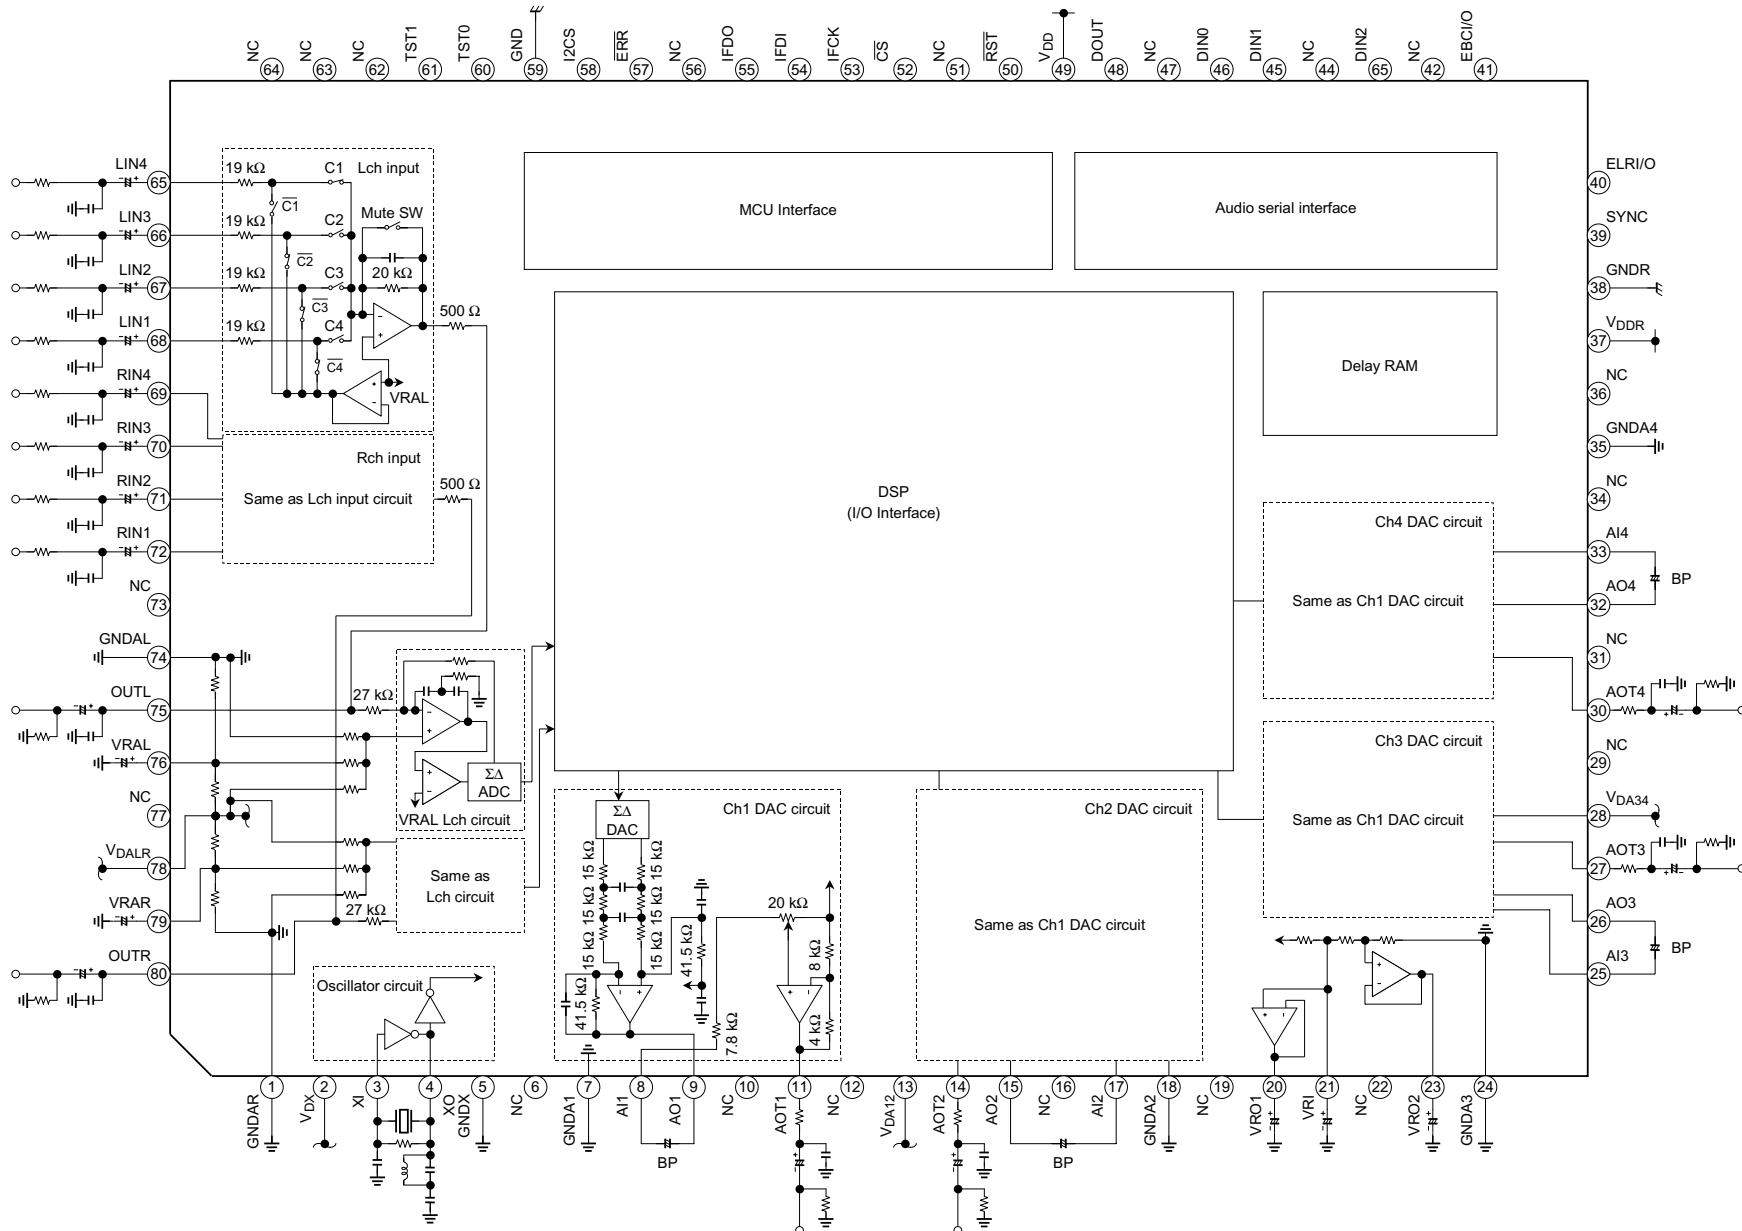 NC
NC
NC
TST1
TST0
GND
I2CS
ERR
NC
IFDO
IFDI
IFCK
CS
NC
RST
VDD
DOUT
NC
DIN0
DIN1
NC
DIN2
NC
EBCI/O
64 63 62 61 60 59 58 57 56 55 54 53 52 51 50 49 48 47 46 45 44 65 42 41
LIN4
65
LIN3
66
LIN2
67
LIN1
68
RIN4
69
RIN3
70
RIN2
71
RIN1
72
NC
73
GNDAL
74
OUTL
75
VRAL
76
NC
77
VDALR
78
VRAR
79
OUTR
80
19 kΩ
C1
Lch input
C1
Mute SW
19 kΩ
C2
C2
19 kΩ
C3
20 kΩ
C3
500 Ω
19 kΩ
C4
C4
VRAL
Rch input
Same as Lch input circuit
500 Ω
27 kΩ
ΣΔ
ADC
VRAL Lch circuit
Same as
Lch circuit
27 kΩ
Oscillator circuit
MCU Interface
Audio serial interface
DSP
(I/O Interface)
Delay RAM
Ch4 DAC circuit
Same as Ch1 DAC circuit
Ch3 DAC circuit
Same as Ch1 DAC circuit
Ch1 DAC circuit
ΣΔ
DAC
15 kΩ
15 kΩ
15 kΩ
15 kΩ
15 kΩ
15 kΩ
41.5 kΩ
41.5 kΩ
20 kΩ
7.8 kΩ
8 kΩ
4 kΩ
Ch2 DAC circuit
Same as Ch1 DAC circuit
ELRI/O
40
SYNC
39
GNDR
38
VDDR
37
NC
36
GNDA4
35
NC
34
AI4
33
BP
AO4
32
NC
31
AOT4
30
NC
29
VDA34
28
AOT3
27
AO3
26
BP
AI3
25
1 2 3 4 5 6 7 8 9 10 11 12 13 14 15 16 17 18 19 20 21 22 23 24
GNDAR
VDX
XI
XO
GNDX
NC
GNDA1
AI1
AO1
NC
AOT1
NC
VDA12
AOT2
AO2
NC
AI2
GNDA2
NC
VRO1
VRI
NC
VRO2
GNDA3
BP
BP